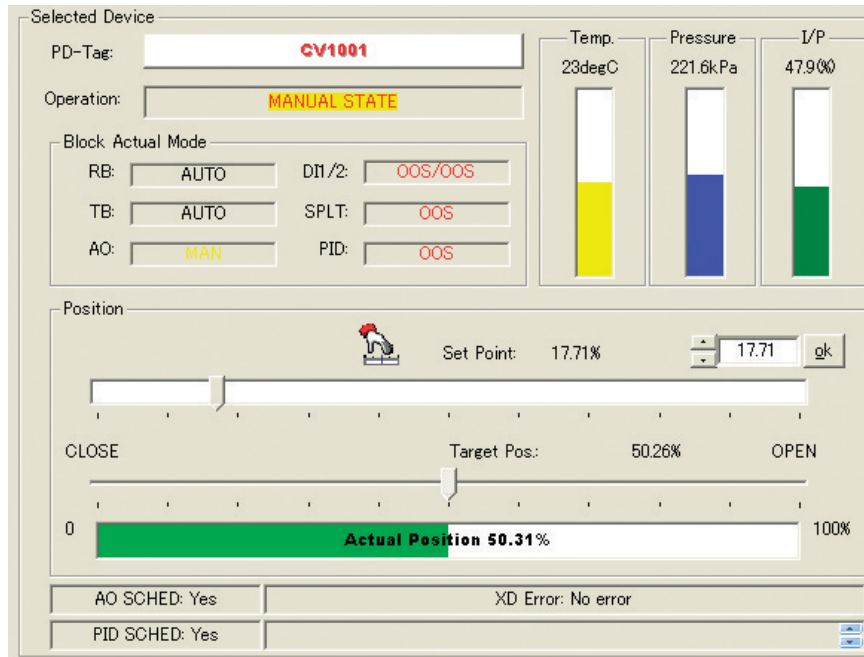 Selected Device
PD-Tag: CV1001
Operation: MANUAL STATE
Temp. Pressure I/P
23degC 221.6kPa 47.9(%)
Block Actual Mode
RB: AUTO DI1/2: OOS/OOS
TB: AUTO SPLT: OOS
AO: MAN PID: OOS
Position
Set Point: 17.71% 17.71 ok
CLOSE Target Pos.: 50.26% OPEN
0 Actual Position 50.31% 100%
AO SCHED: Yes XD Error: No error
PID SCHED: Yes